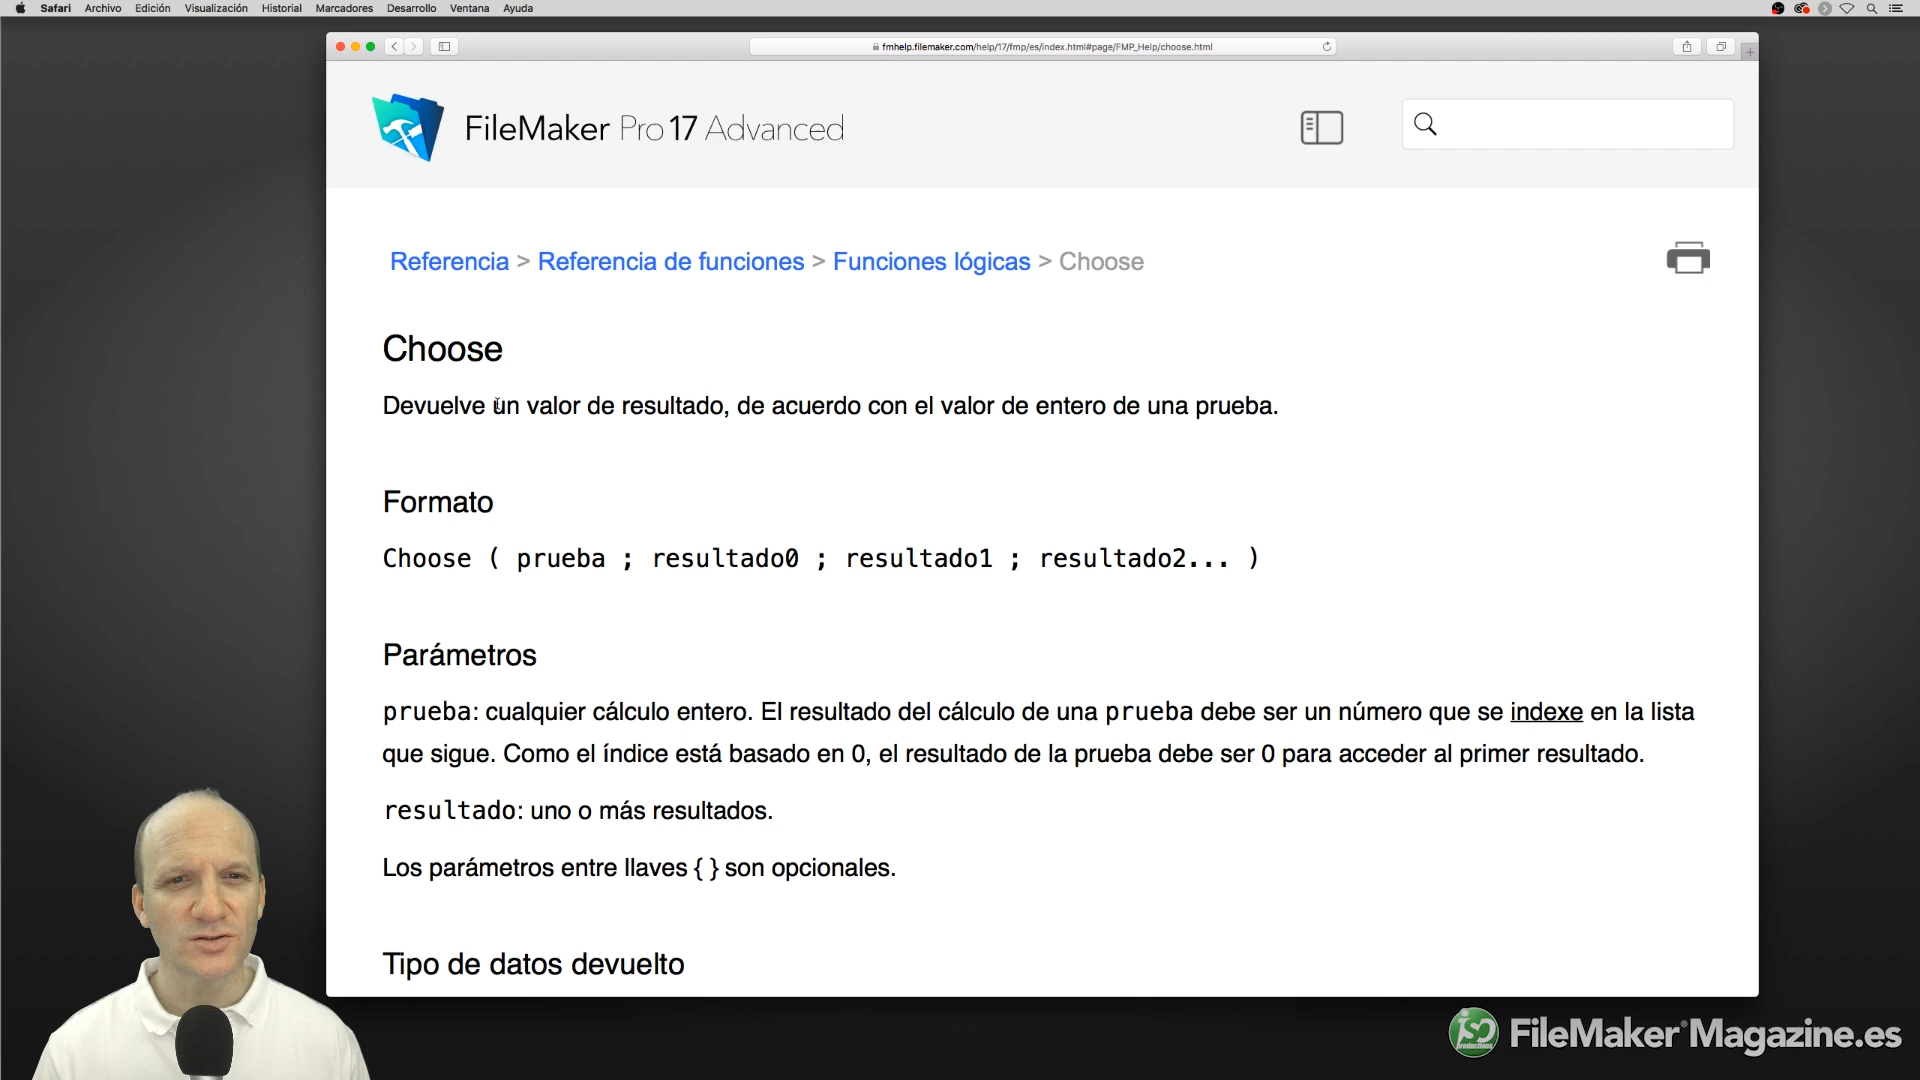 Safari Archivo Edición Visualización Historial Marcadores Desarrollo Ventana Ayuda
fmhelp.filemaker.com/help/17/fmp/es/index.html#page/FMP_Help/choose.html
FileMaker Pro 17 Advanced
Referencia > Referencia de funciones > Funciones lógicas > Choose
Choose
Devuelve un valor de resultado, de acuerdo con el valor de entero de una prueba.
Formato
Choose ( prueba ; resultado0 ; resultado1 ; resultado2... )
Parámetros
prueba: cualquier cálculo entero. El resultado del cálculo de una prueba debe ser un número que se indexe en la lista
que sigue. Como el índice está basado en 0, el resultado de la prueba debe ser 0 para acceder al primer resultado.
resultado: uno o más resultados.
Los parámetros entre llaves { } son opcionales.
Tipo de datos devuelto
iso productions FileMaker® Magazine.es